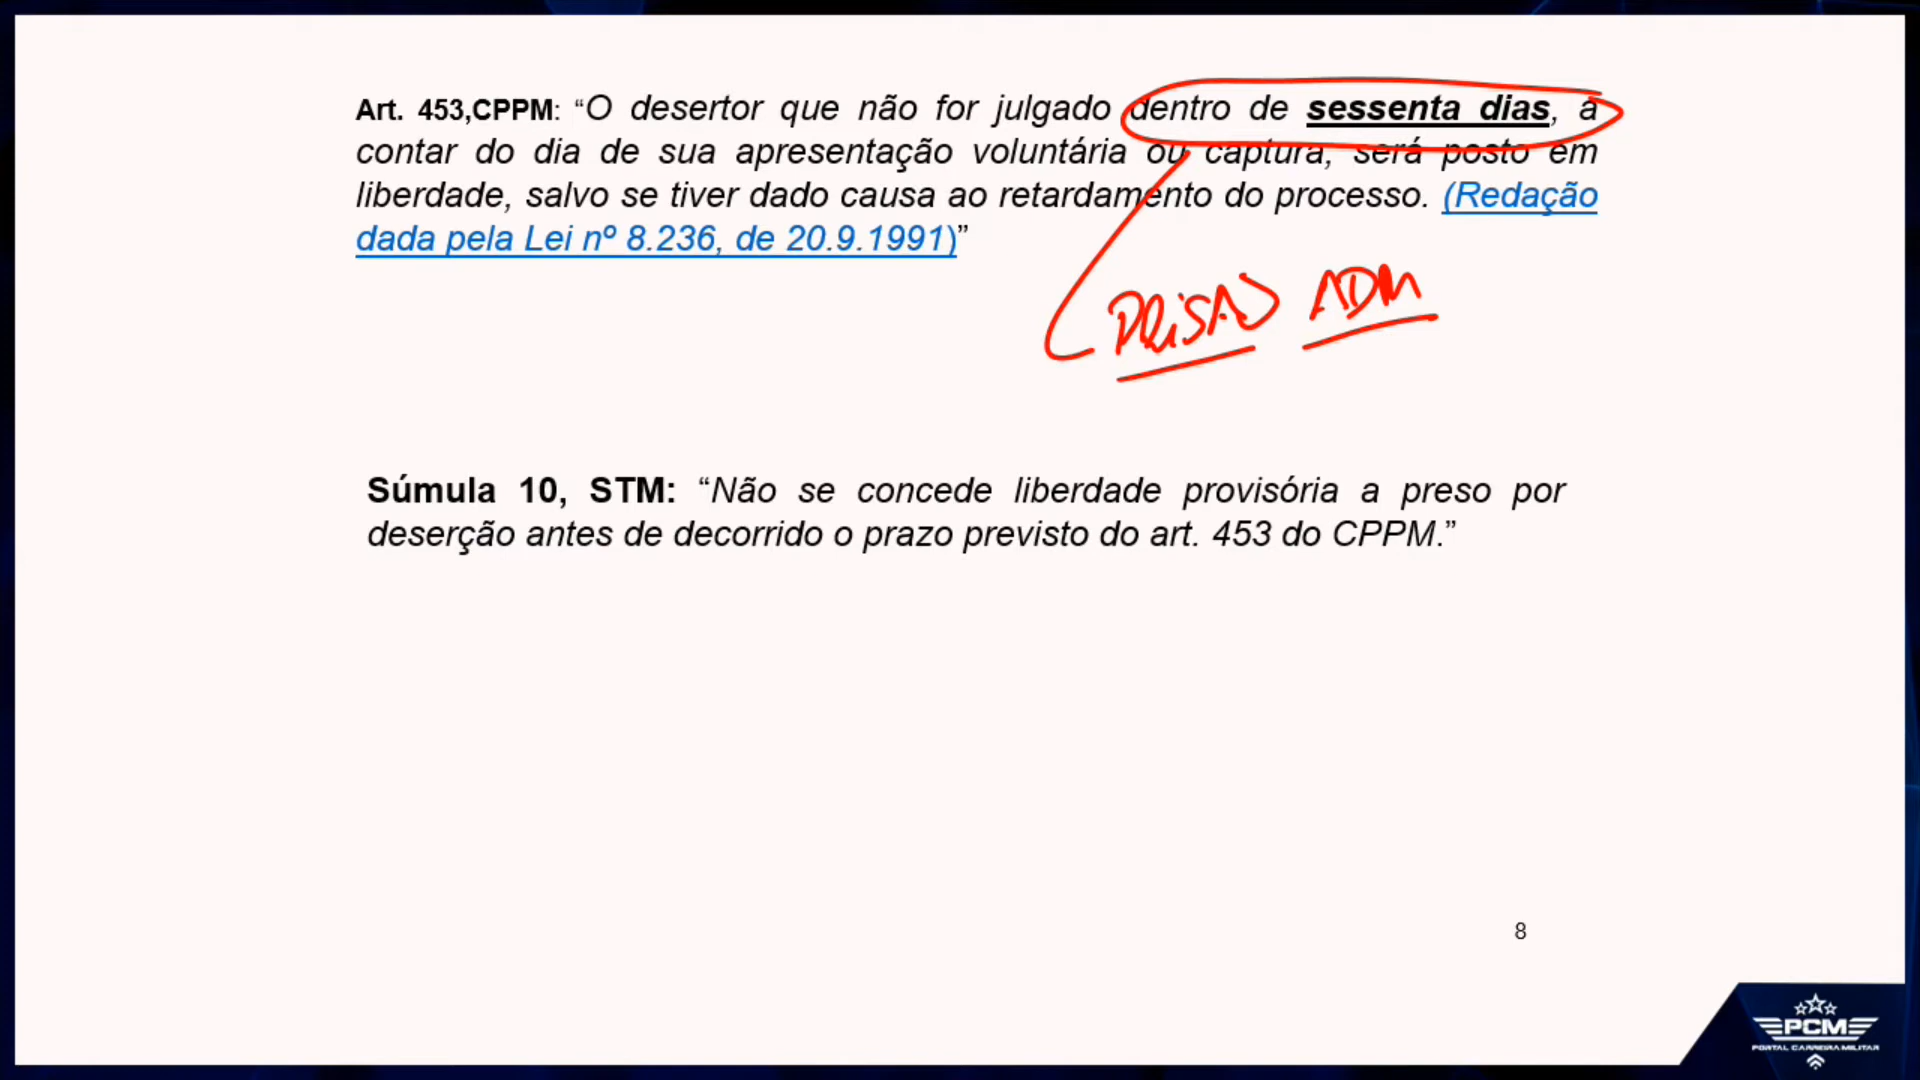 Art. 453,CPPM: “O desertor que não for julgado dentro de sessenta dias, a
contar do dia de sua apresentação voluntária ou captura, será posto em
liberdade, salvo se tiver dado causa ao retardamento do processo. (Redação
dada pela Lei nº 8.236, de 20.9.1991)”
PRISÃO ADM
Súmula 10, STM: “Não se concede liberdade provisória a preso por
deserção antes de decorrido o prazo previsto do art. 453 do CPPM.”
8
PCM
PORTAL CARREIRA MILITAR